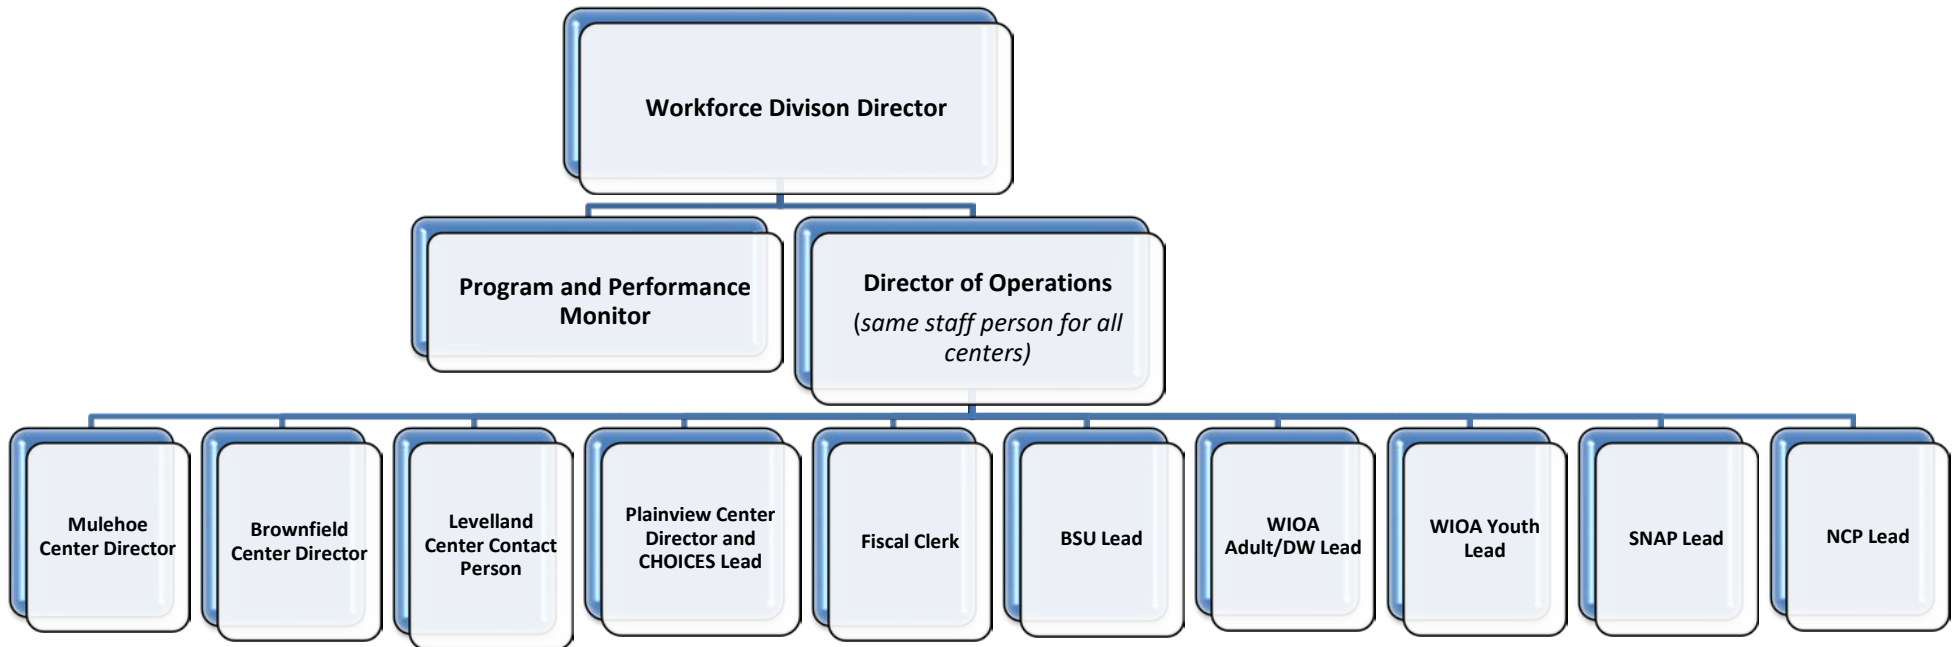 Workforce Divison Director
Program and Performance
Monitor
Director of Operations
(same staff person for all
centers)
Mulehoe
Center Director
Brownfield
Center Director
Levelland
Center Contact
Person
Plainview Center
Director and
CHOICES Lead
Fiscal Clerk
BSU Lead
WIOA
Adult/DW Lead
WIOA Youth
Lead
SNAP Lead
NCP Lead